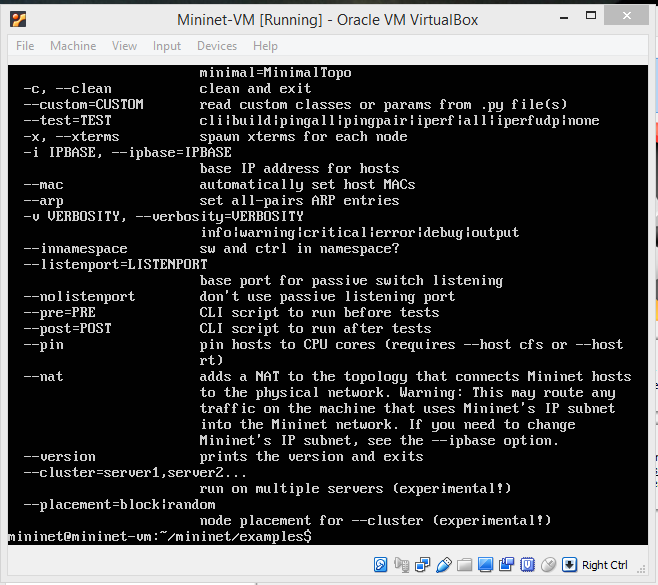 Mininet-VM [Running] - Oracle VM VirtualBox
File Machine View Input Devices Help
minimal=MinimalTopo
-c, --clean clean and exit
--custom=CUSTOM read custom classes or params from .py file(s)
--test=TEST cli|build|pingall|pingpair|iperf|all|iperfudp|none
-x, --xterms spawn xterms for each node
-i IPBASE, --ipbase=IPBASE
base IP address for hosts
--mac automatically set host MACs
--arp set all-pairs ARP entries
-v VERBOSITY, --verbosity=VERBOSITY
info|warning|critical|error|debug|output
--innamespace sw and ctrl in namespace?
--listenport=LISTENPORT
base port for passive switch listening
--nolistenport don't use passive listening port
--pre=PRE CLI script to run before tests
--post=POST CLI script to run after tests
--pin pin hosts to CPU cores (requires --host cfs or --host
rt)
--nat adds a NAT to the topology that connects Mininet hosts
to the physical network. Warning: This may route any
traffic on the machine that uses Mininet's IP subnet
into the Mininet network. If you need to change
Mininet's IP subnet, see the --ipbase option.
--version prints the version and exits
--cluster=server1,server2...
run on multiple servers (experimental!)
--placement=block|random
node placement for --cluster (experimental!)
mininet@mininet-vm:~/mininet/examples$
Right Ctrl